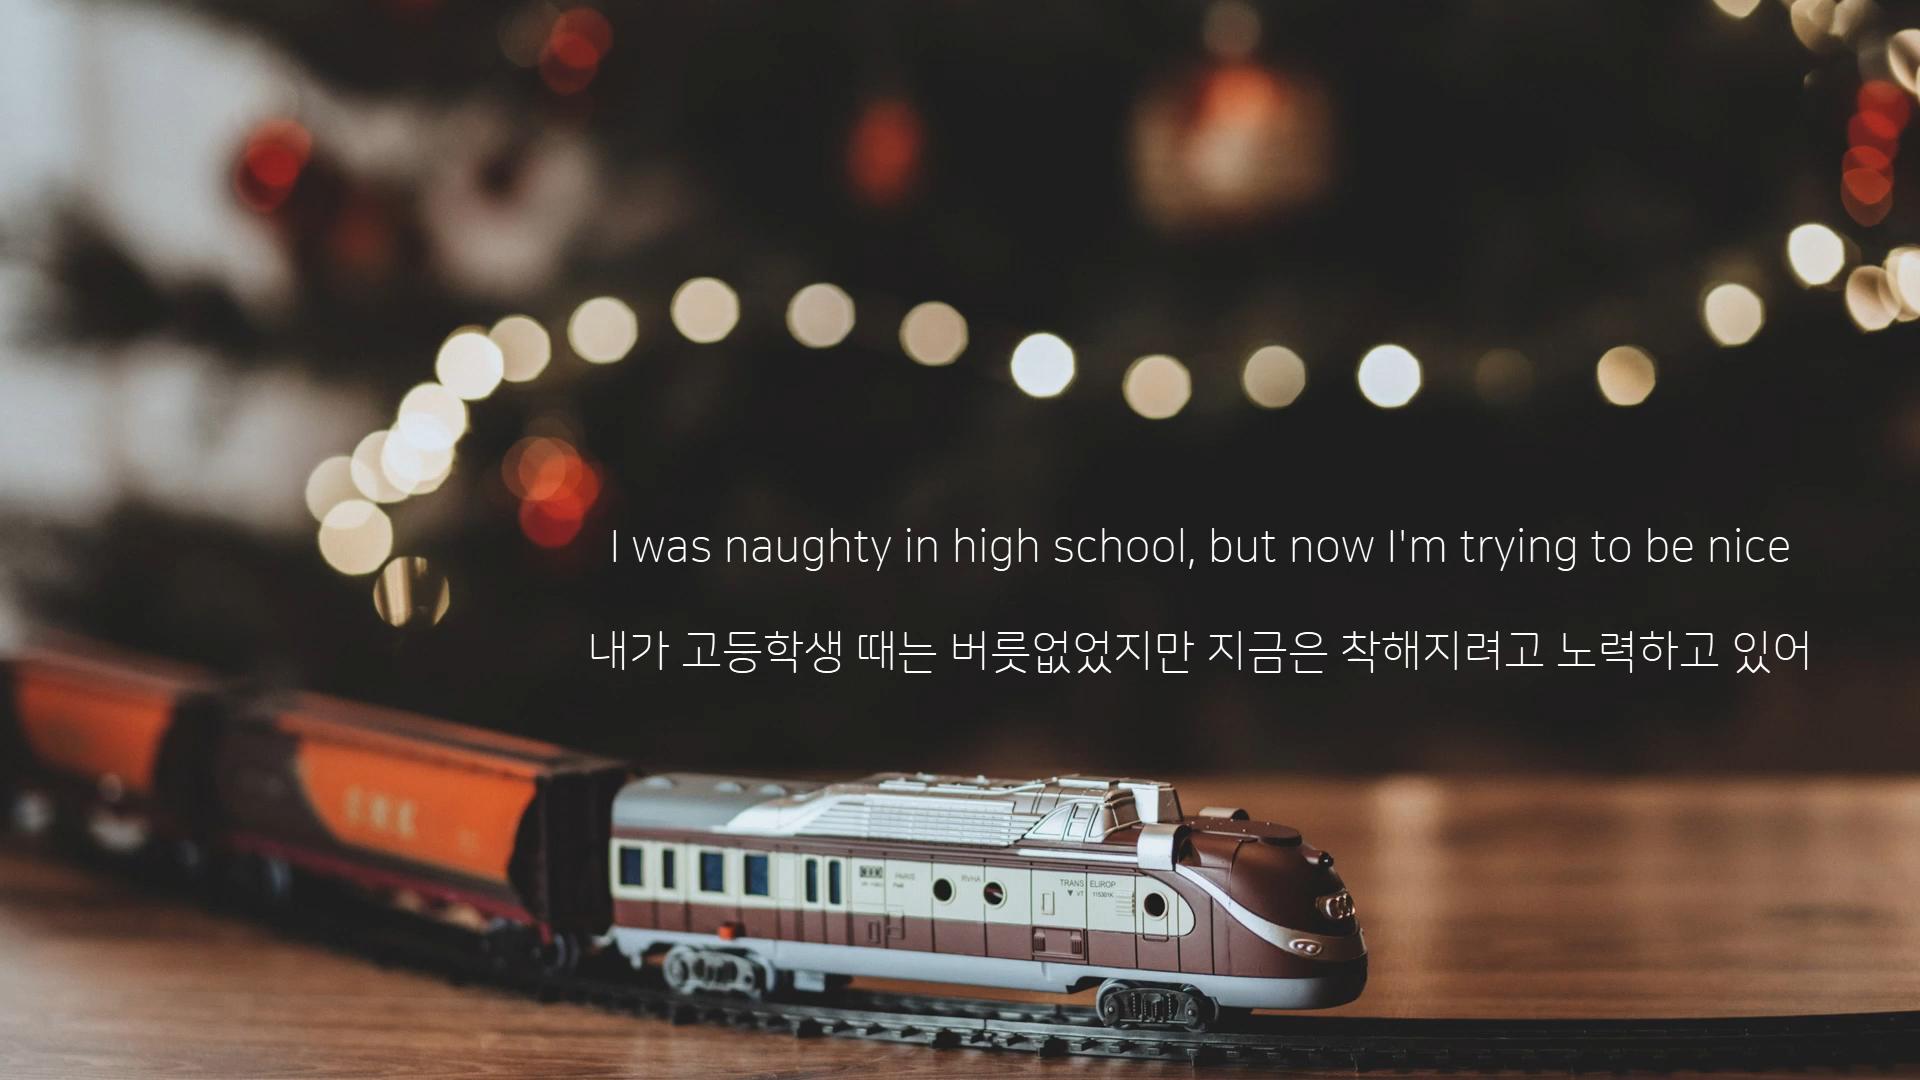 I was naughty in high school, but now I'm trying to be nice
내가 고등학생 때는 버릇없었지만 지금은 착해지려고 노력하고 있어
TRANS ELIROP